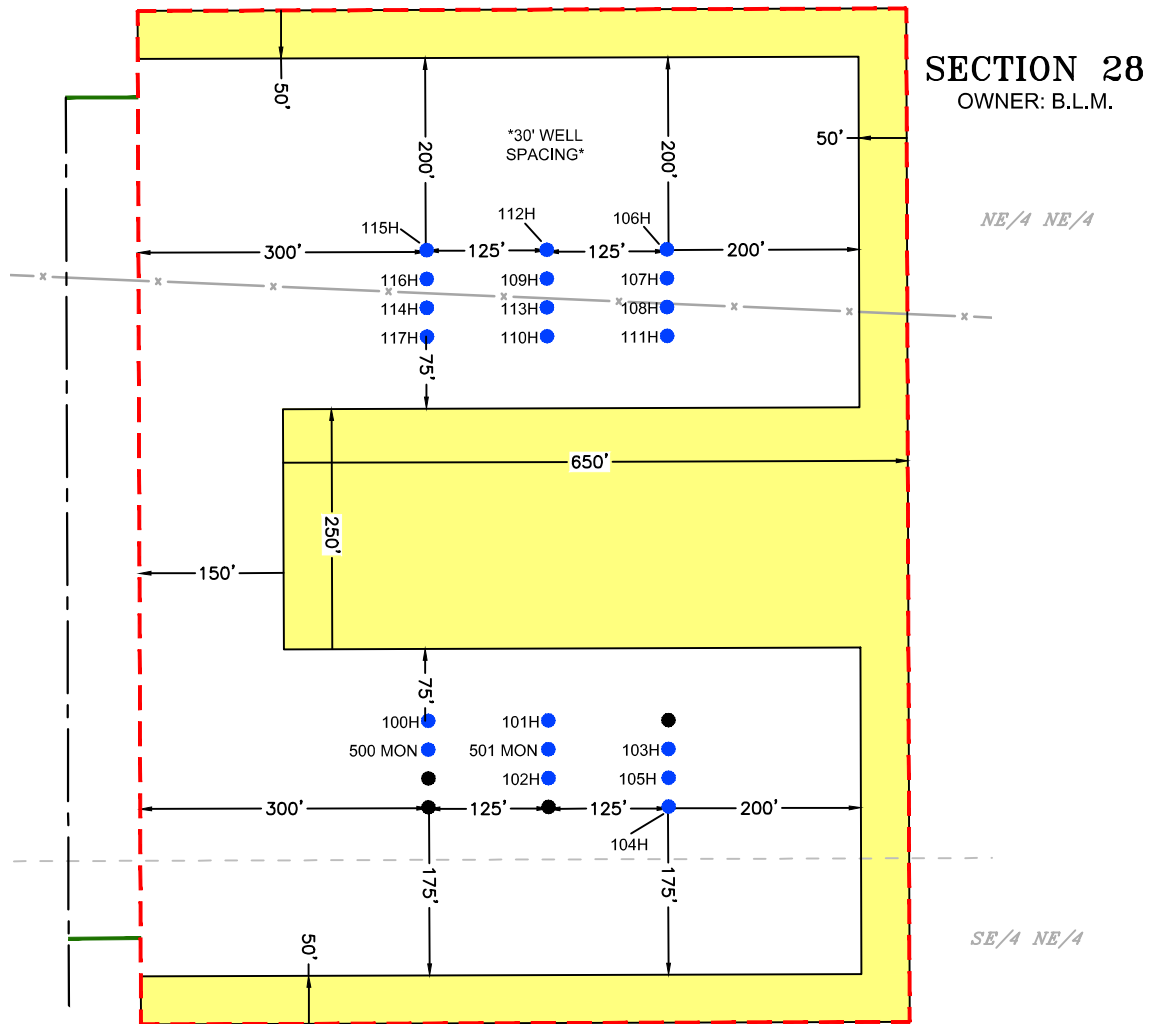 SECTION 28
OWNER: B.L.M.
50'
*30' WELL
SPACING*
200'
200'
50'
NE/4 NE/4
115H
112H
106H
300'
125'
125'
200'
116H
109H
107H
114H
113H
108H
117H
110H
111H
75'
650'
250'
150'
75'
100H
101H
500 MON
501 MON
103H
102H
105H
300'
125'
125'
200'
104H
175'
175'
50'
SE/4 NE/4